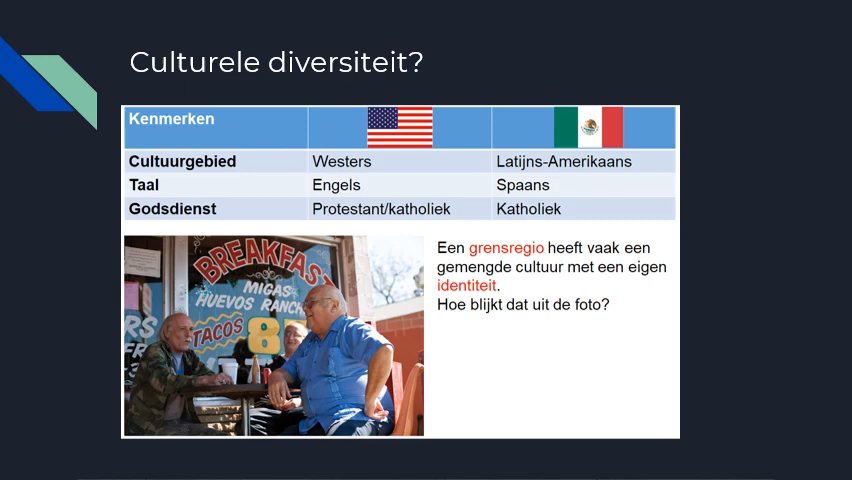 Culturele diversiteit?
Kenmerken
Cultuurgebied Westers Latijns-Amerikaans
Taal Engels Spaans
Godsdienst Protestant/katholiek Katholiek
Een grensregio heeft vaak een
gemengde cultuur met een eigen
identiteit.
Hoe blijkt dat uit de foto?
BREAKFAST
MIGAS
HUEVOS RANCH
TACOS 8